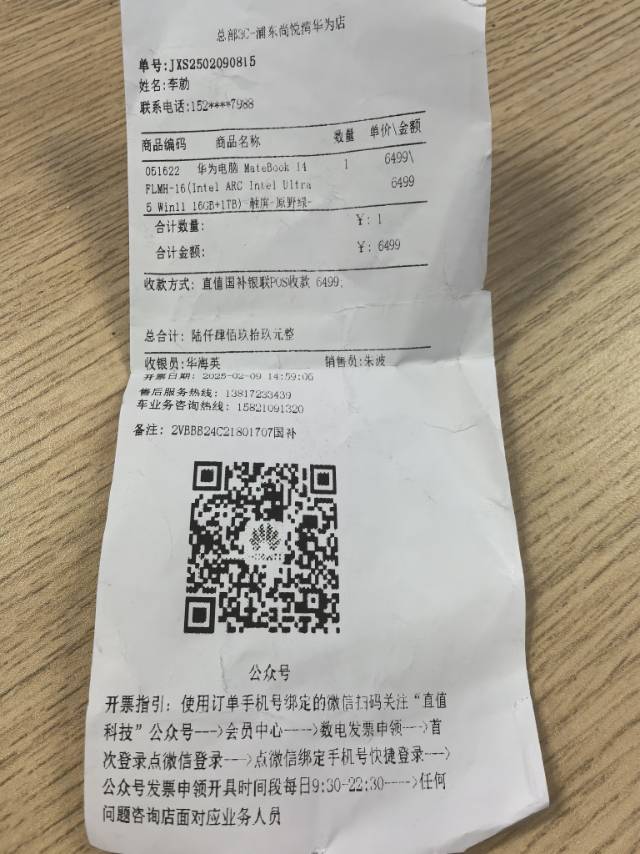 总部3C-浦东尚悦湾华为店
单号:JXS2502090815
姓名:李勍
联系电话:152****7988
商品编码 商品名称 数量 单价\金额
051622 华为电脑 MateBook 14 1 6499\
FLMH-16(Intel ARC Intel Ultra 6499
5 Win11 16GB+1TB)-触屏-原野绿-
合计数量: ¥: 1
合计金额: ¥: 6499
收款方式: 直值国补银联POS收款 6499;
总合计: 陆仟肆佰玖拾玖元整
收银员:华海英 销售员:朱波
开票日期: 2025-02-09 14:59:06
售后服务热线: 13817233439
车业务咨询热线: 15821091320
备注: 2VBBB24C21801707国补
公众号
开票指引: 使用订单手机号绑定的微信扫码关注“直值
科技”公众号--->会员中心---->数电发票申领--->首
次登录点微信登录---->点微信绑定手机号快捷登录--->
公众号发票申领开具时间段每日9:30-22:30---->任何
问题咨询店面对应业务人员